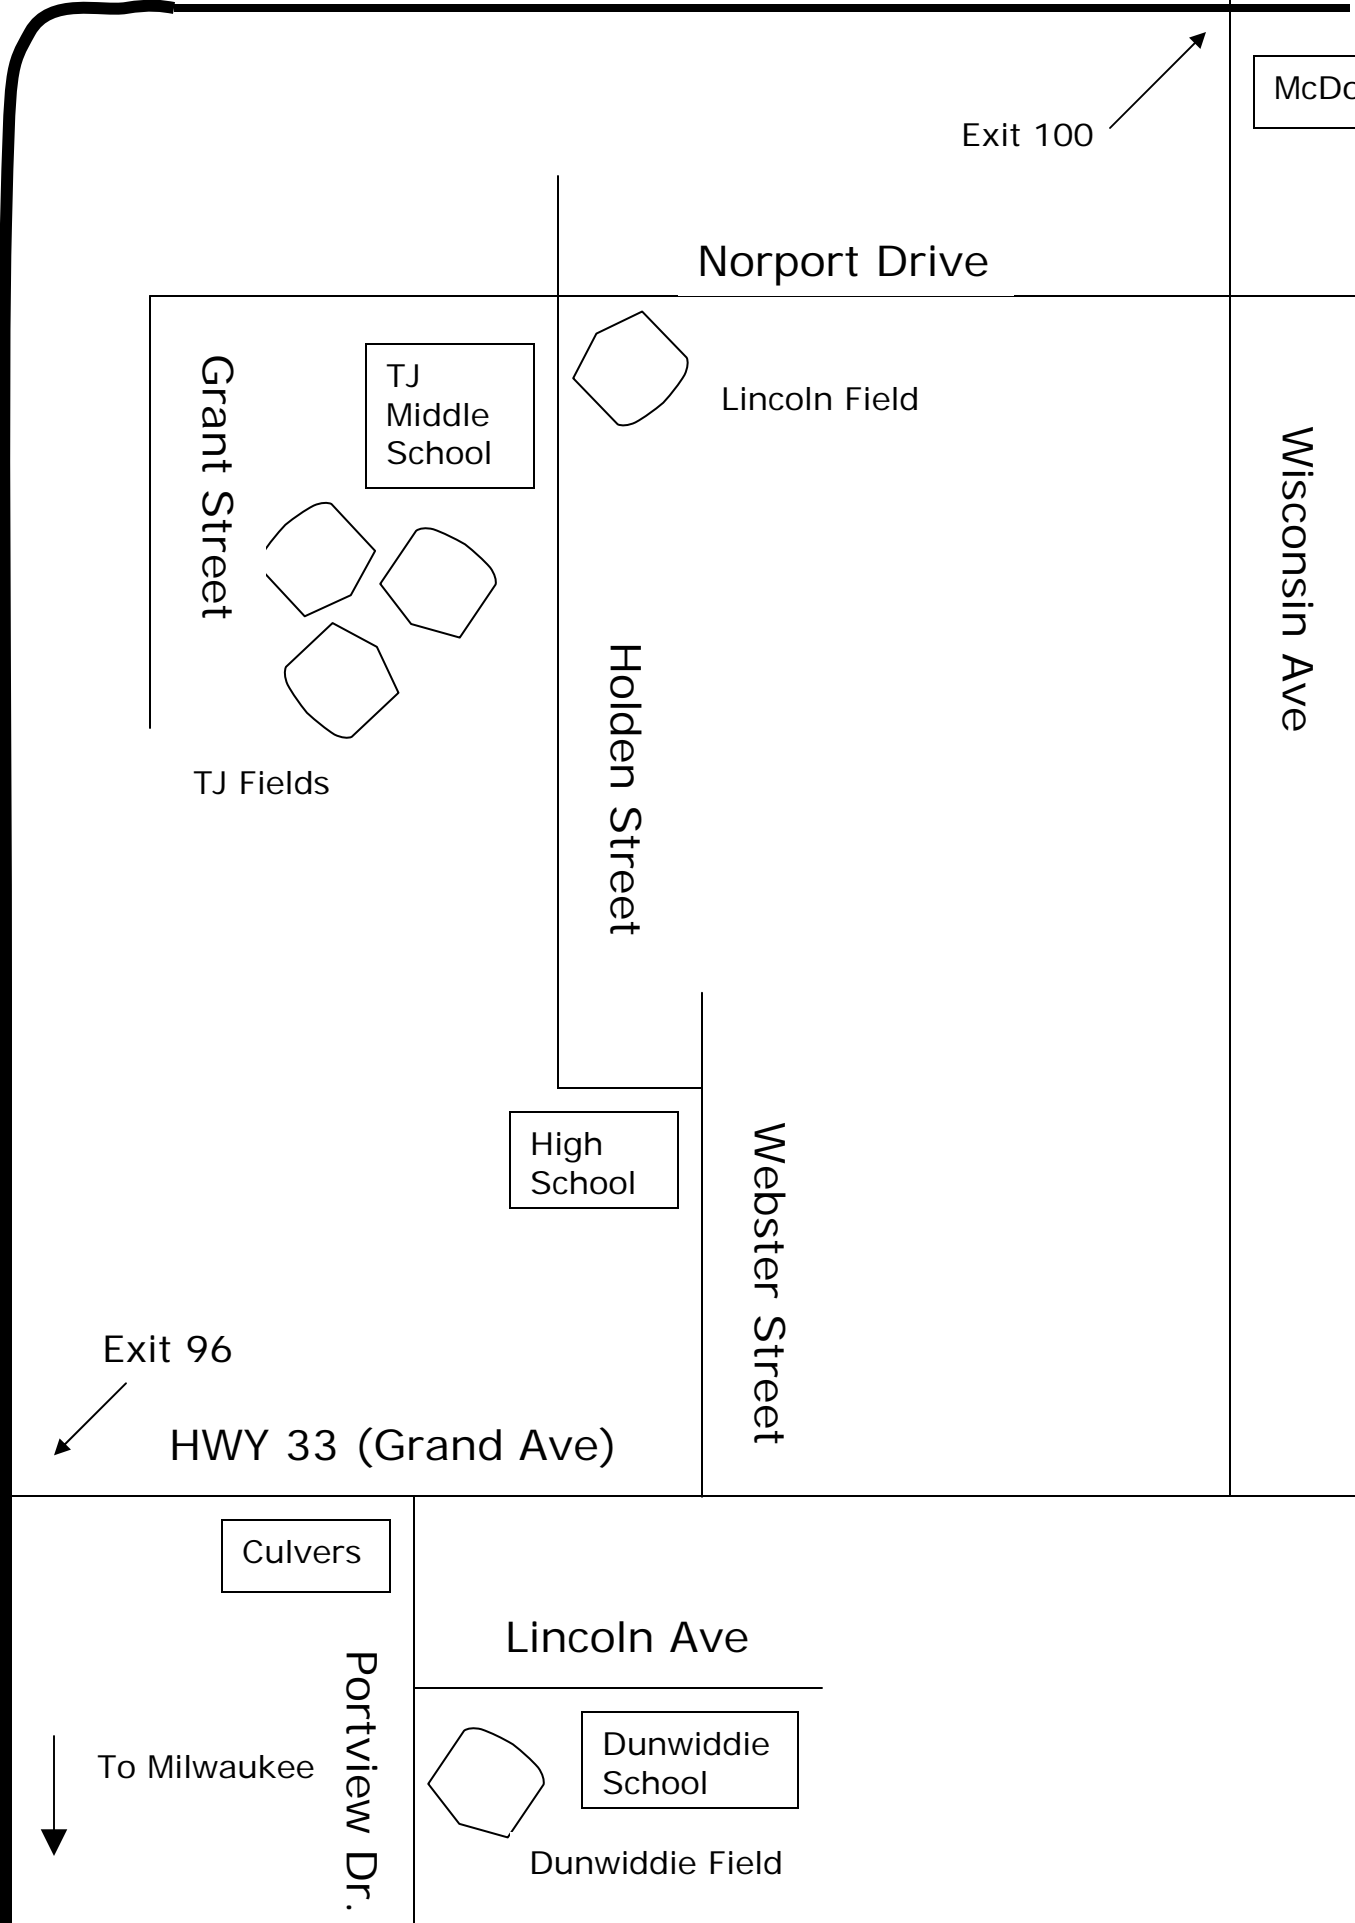 McDo
Exit 100
Norport Drive
Grant Street
TJ
Middle
School
Lincoln Field
Wisconsin Ave
Holden Street
TJ Fields
High
School
Webster Street
Exit 96
HWY 33 (Grand Ave)
Culvers
Lincoln Ave
Portview Dr.
To Milwaukee
Dunwiddie
School
Dunwiddie Field